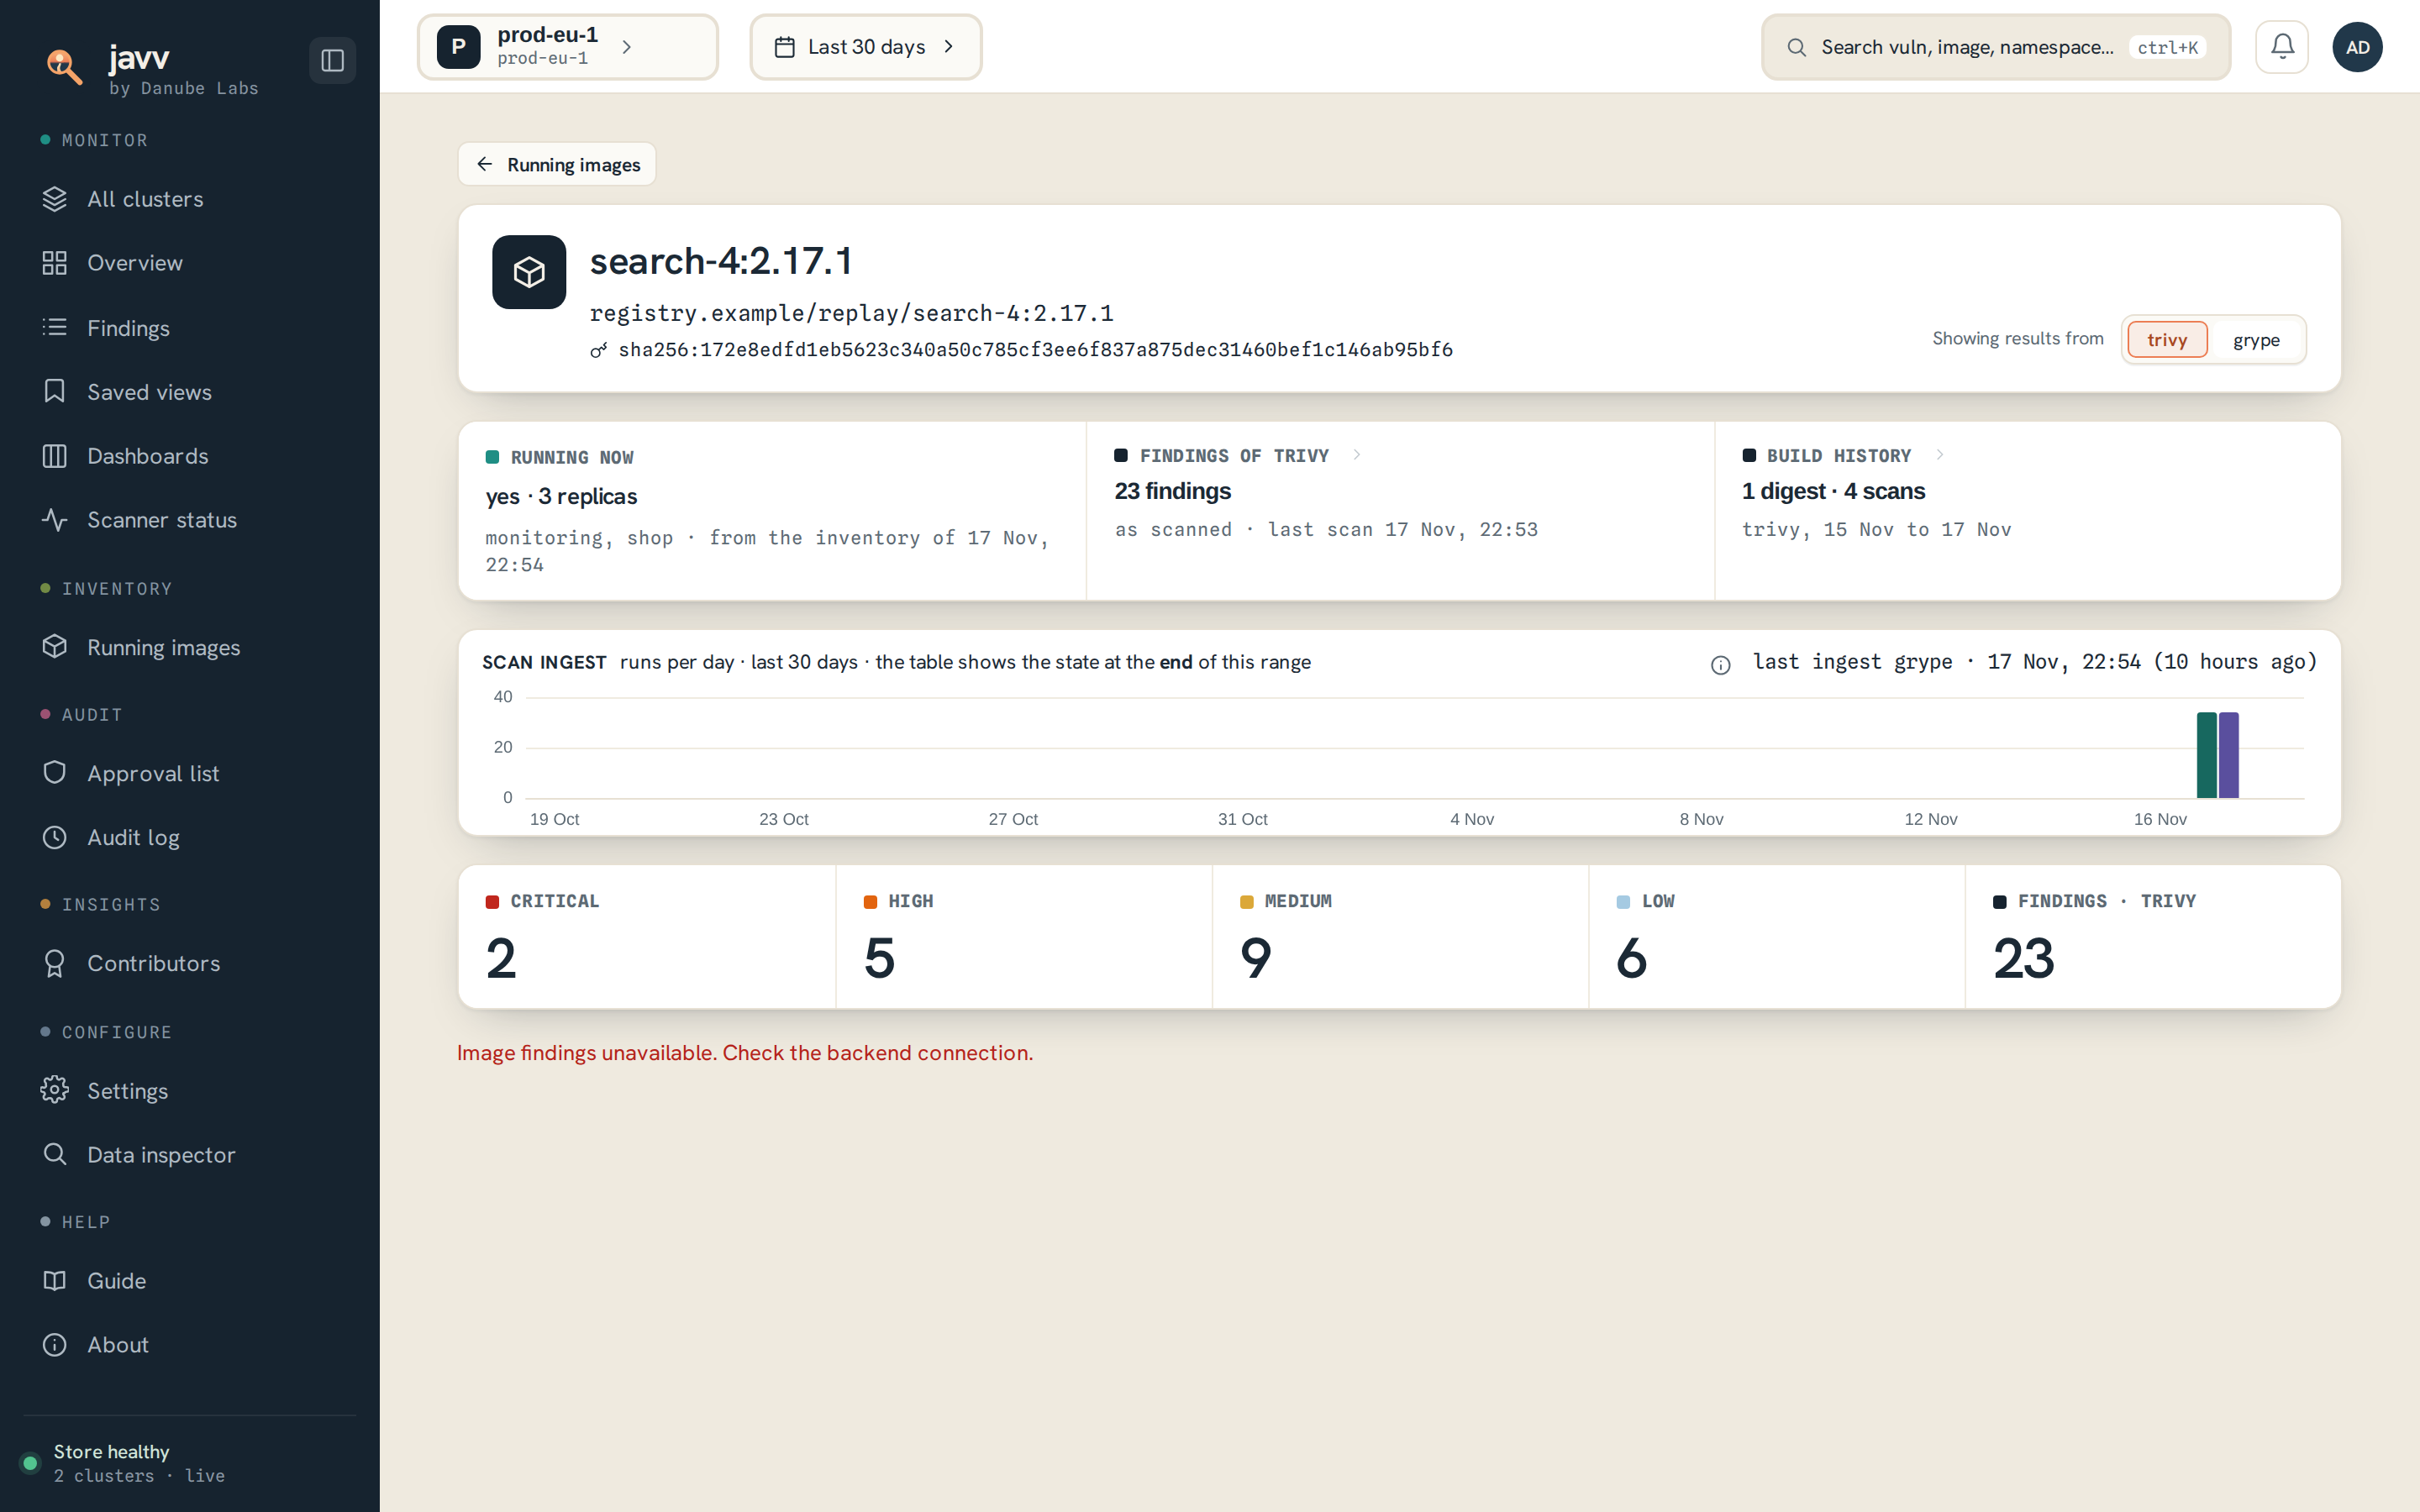 javv
by Danube Labs
MONITOR
All clusters
Overview
Findings
Saved views
Dashboards
Scanner status
INVENTORY
Running images
AUDIT
Approval list
Audit log
INSIGHTS
Contributors
CONFIGURE
Settings
Data inspector
HELP
Guide
About
Store healthy
2 clusters · live
P
prod-eu-1
prod-eu-1
Last 30 days
Search vuln, image, namespace...
ctrl+K
AD
Running images
search-4:2.17.1
registry.example/replay/search-4:2.17.1
sha256:172e8edfd1eb5623c340a50c785cf3ee6f837a875dec31460bef1c146ab95bf6
Showing results from
trivy
grype
RUNNING NOW
yes · 3 replicas
monitoring, shop · from the inventory of 17 Nov,
22:54
FINDINGS OF TRIVY
23 findings
as scanned · last scan 17 Nov, 22:53
BUILD HISTORY
1 digest · 4 scans
trivy, 15 Nov to 17 Nov
SCAN INGEST runs per day · last 30 days · the table shows the state at the end of this range
last ingest grype · 17 Nov, 22:54 (10 hours ago)
40
20
0
19 Oct
23 Oct
27 Oct
31 Oct
4 Nov
8 Nov
12 Nov
16 Nov
CRITICAL
2
HIGH
5
MEDIUM
9
LOW
6
FINDINGS · TRIVY
23
Image findings unavailable. Check the backend connection.